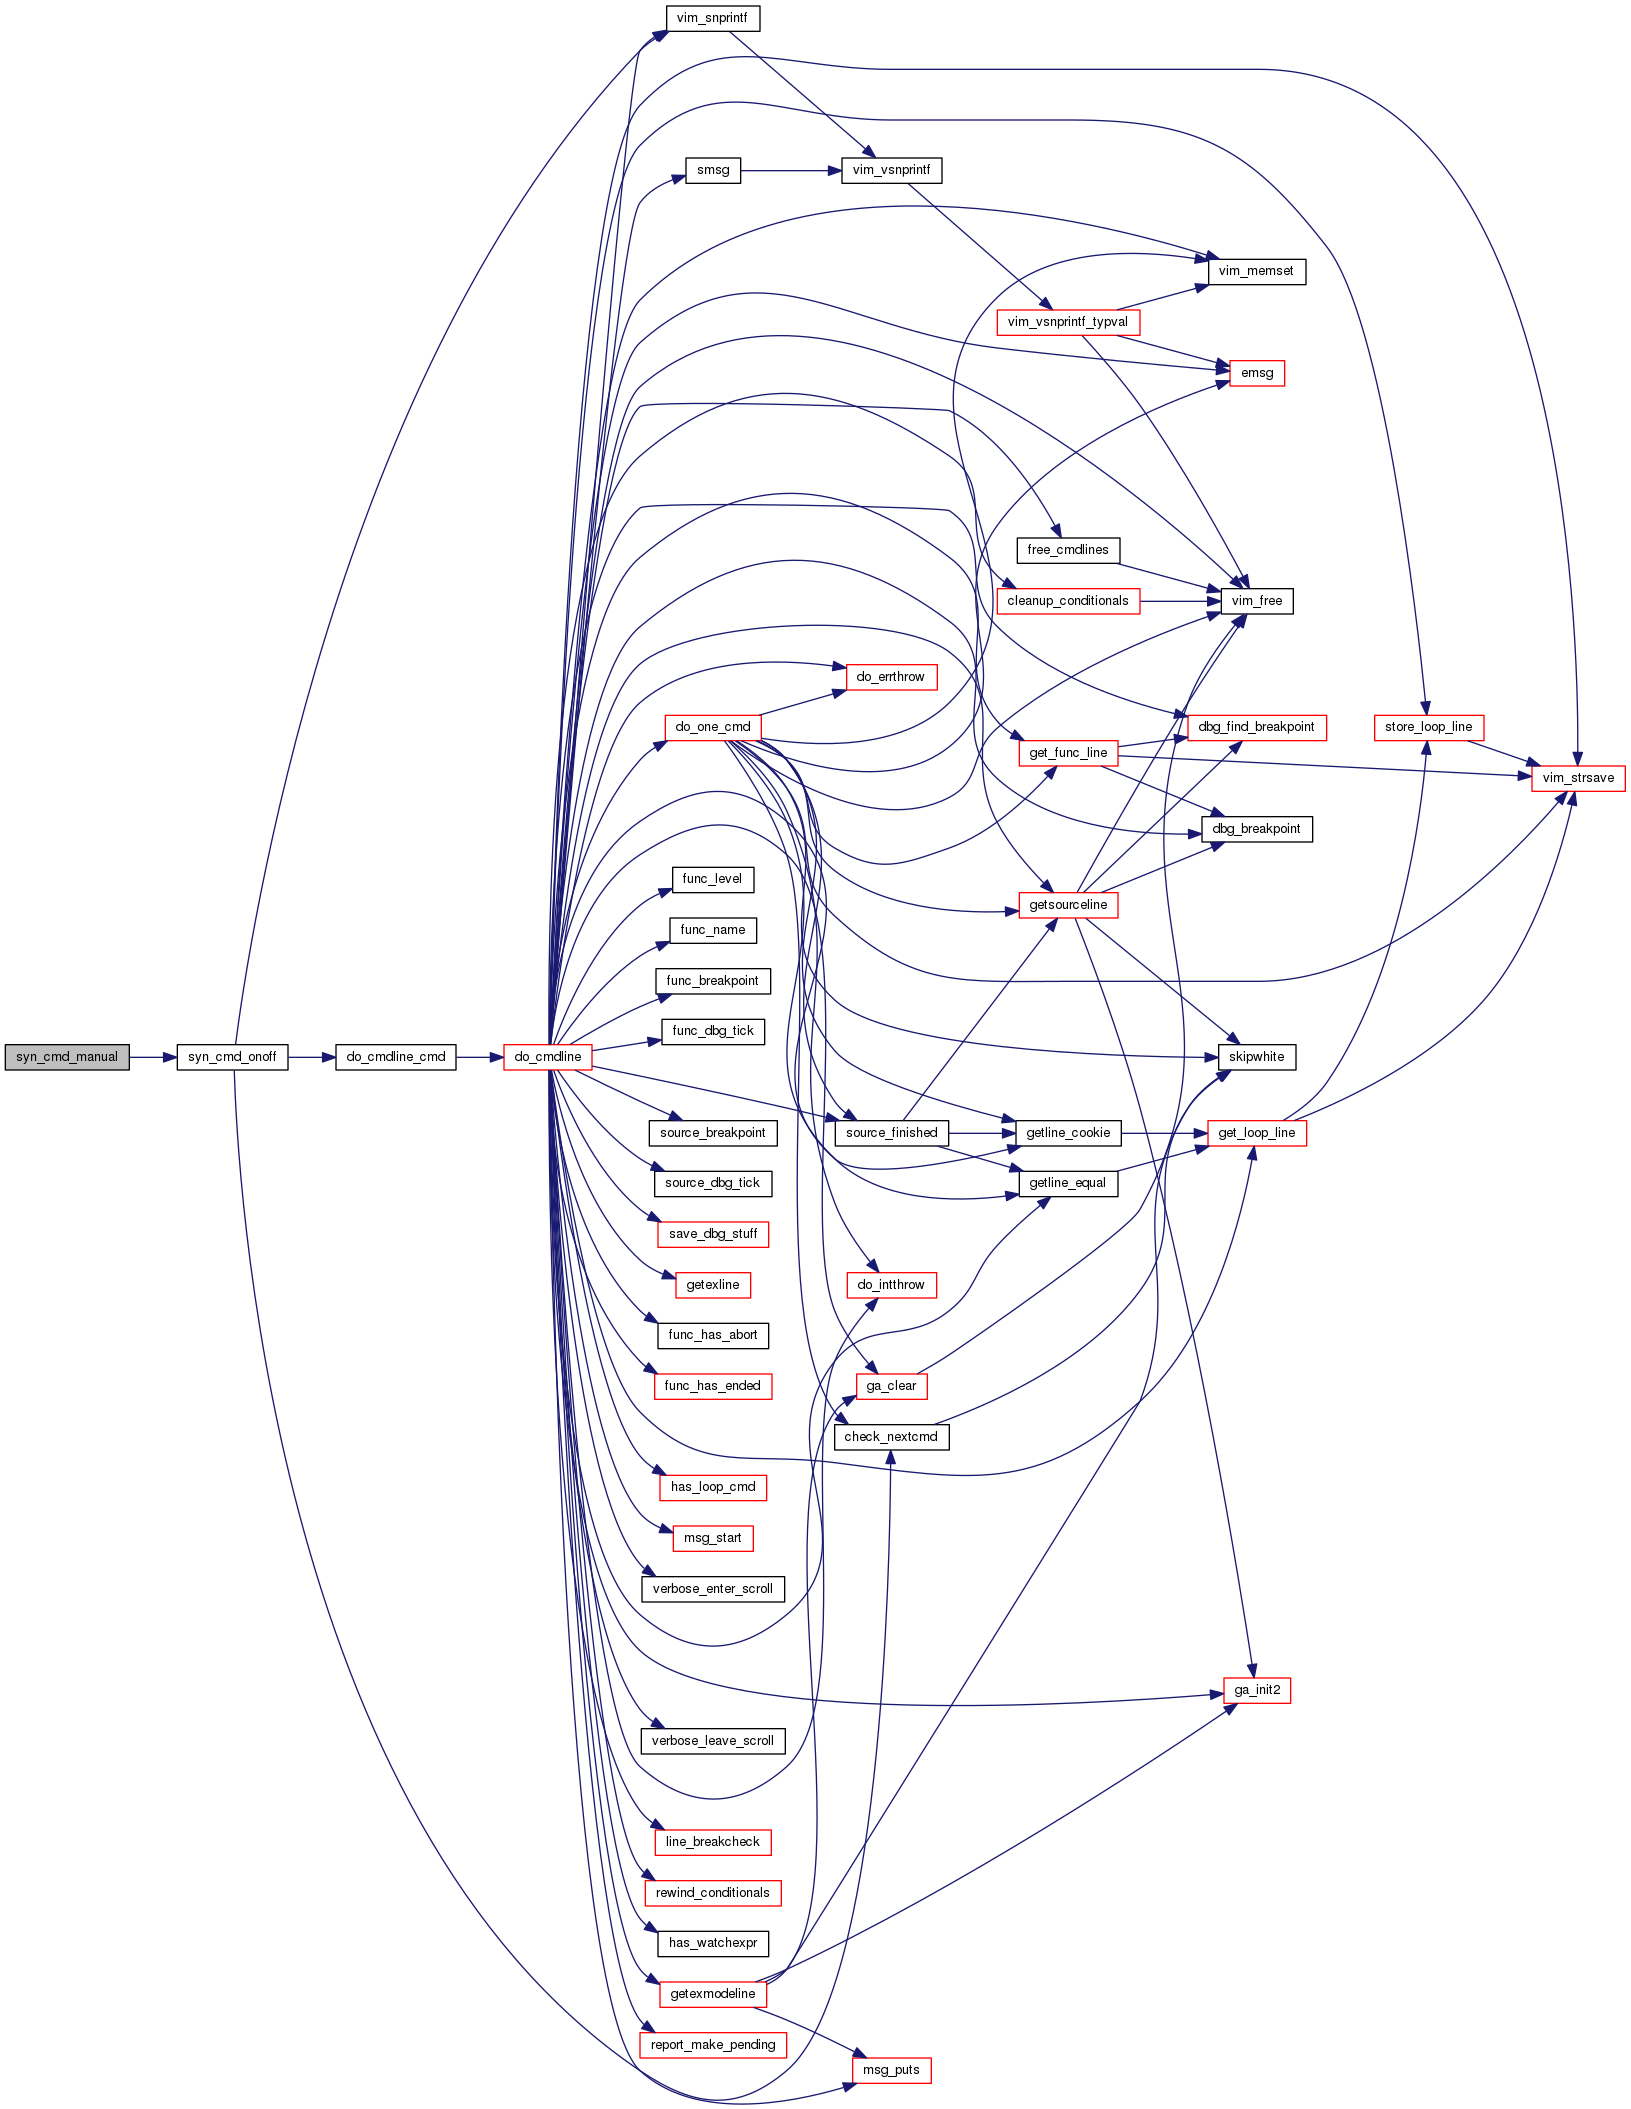 vim_snprintf
smsg
vim_vsnprintf
vim_memset
vim_vsnprintf_typval
emsg
free_cmdlines
cleanup_conditionals
vim_free
do_errthrow
do_one_cmd
dbg_find_breakpoint
store_loop_line
get_func_line
vim_strsave
dbg_breakpoint
func_level
getsourceline
func_name
func_breakpoint
func_dbg_tick
syn_cmd_manual
syn_cmd_onoff
do_cmdline_cmd
do_cmdline
skipwhite
source_breakpoint
source_finished
getline_cookie
get_loop_line
source_dbg_tick
getline_equal
save_dbg_stuff
getexline
do_intthrow
func_has_abort
func_has_ended
ga_clear
check_nextcmd
has_loop_cmd
msg_start
verbose_enter_scroll
ga_init2
verbose_leave_scroll
line_breakcheck
rewind_conditionals
has_watchexpr
getexmodeline
report_make_pending
msg_puts